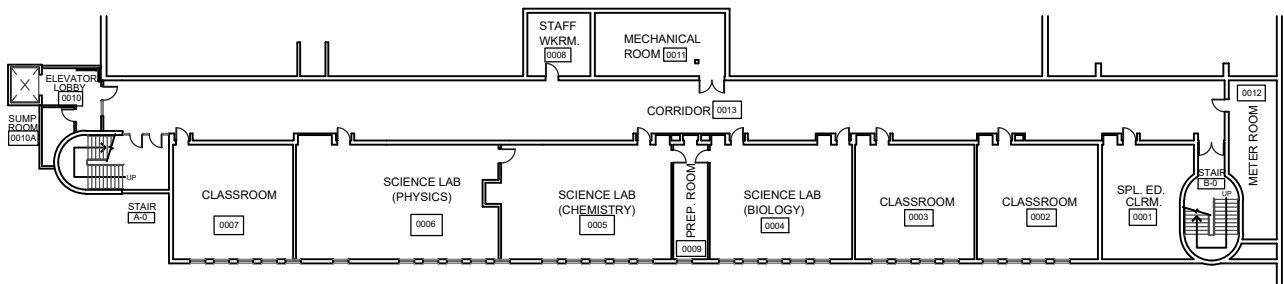 STAFF
WKRM.
0008
MECHANICAL
ROOM 0011
ELEVATOR
LOBBY
0010
SUMP
ROOM
0010A
CORRIDOR 0013
0012
METER ROOM
UP
STAIR
A-0
CLASSROOM
0007
SCIENCE LAB
(PHYSICS)
0006
SCIENCE LAB
(CHEMISTRY)
0005
PREP. ROOM
0009
SCIENCE LAB
(BIOLOGY)
0004
CLASSROOM
0003
CLASSROOM
0002
SPL. ED.
CLRM.
0001
STAIR
B-0
UP